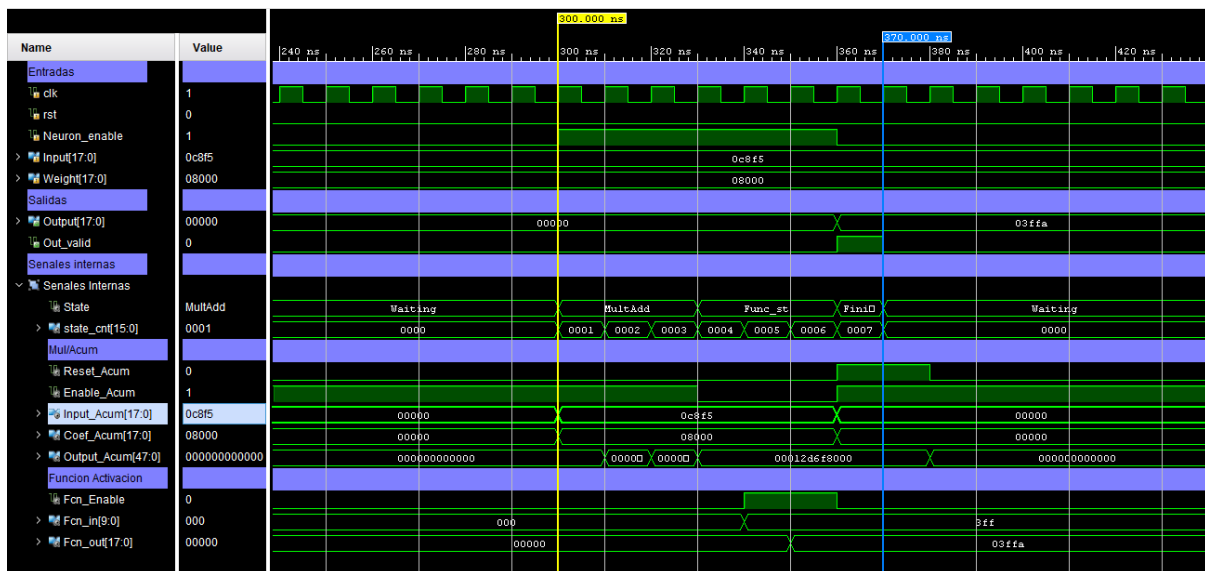 300.000 ns
370.000 ns
Name Value 240 ns 260 ns 280 ns 300 ns 320 ns 340 ns 360 ns 380 ns 400 ns 420 ns
Entradas
clk 1
rst 0
Neuron_enable 1
Input[17:0] 0c8f5 0c8f5
Weight[17:0] 08000 08000
Salidas
Output[17:0] 00000 00000 03ffa
Out_valid 0
Senales internas
Senales Internas
State MultAdd Waiting MultAdd Func_st Fini Waiting
state_cnt[15:0] 0001 0000 0001 0002 0003 0004 0005 0006 0007 0000
Mul/Acum
Reset_Acum 0
Enable_Acum 1
Input_Acum[17:0] 0c8f5 00000 0c8f5 00000
Coef_Acum[17:0] 08000 00000 08000 00000
Output_Acum[47:0] 000000000000 000000000000 0000 0000 00012d6f8000 000000000000
Funcion Activacion
Fcn_Enable 0
Fcn_in[9:0] 000 000 3ff
Fcn_out[17:0] 00000 00000 03ffa